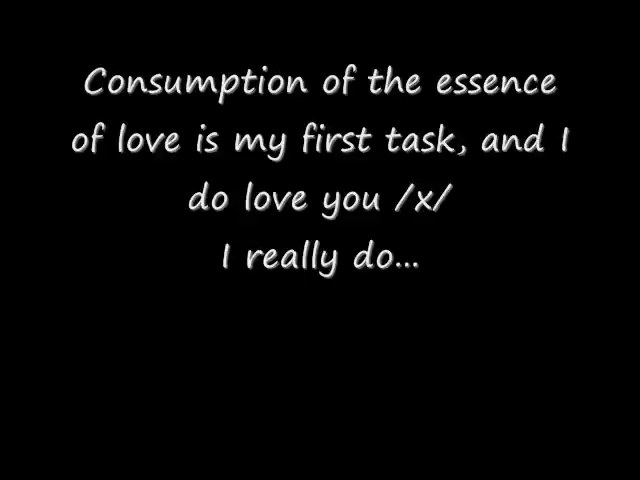 Consumption of the essence
of love is my first task, and I
do love you /x/
I really do...